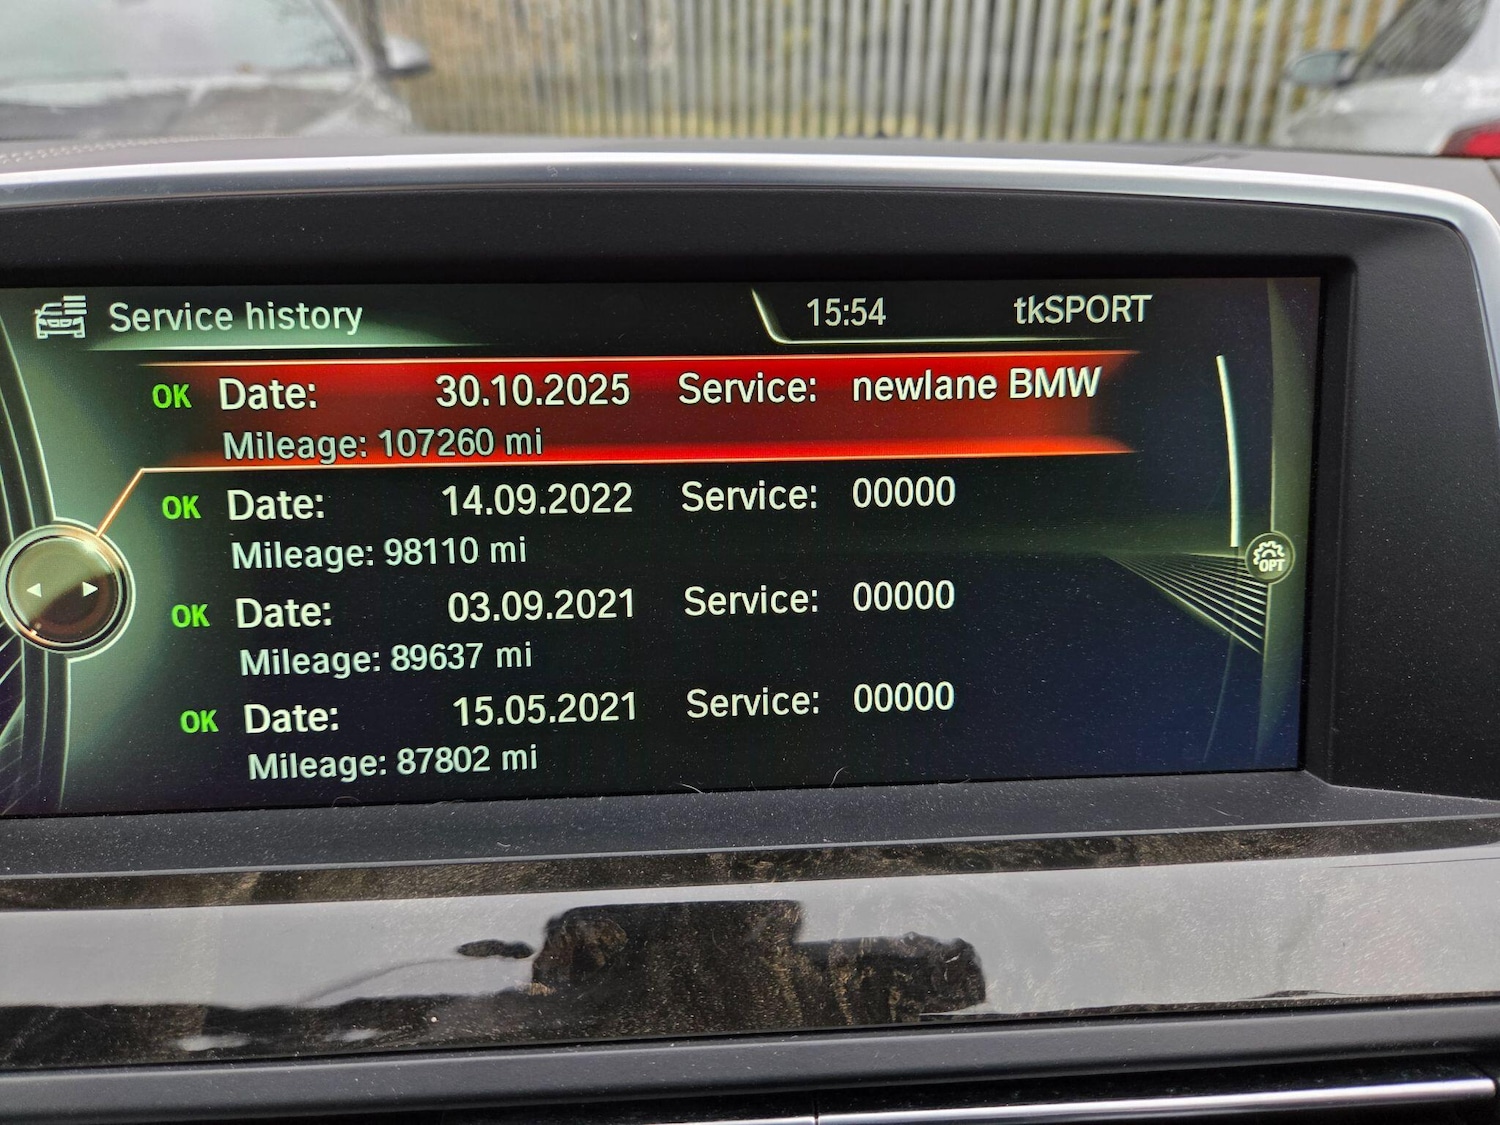 Service history 15:54 tkSPORT
OK Date: 30.10.2025 Service: newlane BMW
Mileage: 107260 mi
OK Date: 14.09.2022 Service: 00000
Mileage: 98110 mi
OK Date: 03.09.2021 Service: 00000
Mileage: 89637 mi
OK Date: 15.05.2021 Service: 00000
Mileage: 87802 mi
OPT